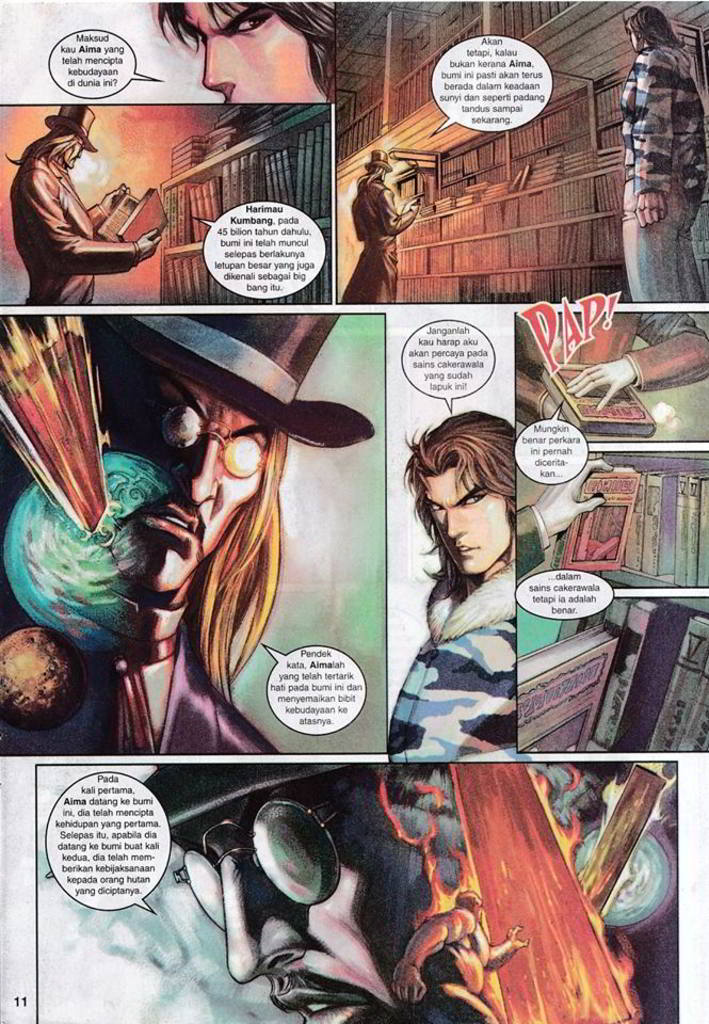 Maksud
kau Aima yang
telah mencipta
kebudayaan
di dunia ini?
Akan
tetapi, kalau
bukan kerana Aima,
bumi ini pasti akan terus
berada dalam keadaan
sunyi dan seperti padang
tandus sampai
sekarang.
Harimau
Kumbang, pada
45 bilion tahun dahulu,
bumi ini telah muncul
selepas berlakunya
letupan besar yang juga
dikenali sebagai big
bang itu.
Pendek
kata, Aimalah
yang telah tertarik
hati pada bumi ini dan
menyemaikan bibit
kebudayaan ke
atasnya.
Janganlah
kau harap aku
akan percaya pada
sains cakerawala
yang sudah
lapuk ini!
PAP!
Mungkin
benar perkara
ini pernah
dicerita-
kan...
...dalam
sains cakerawala
tetapi ia adalah
benar.
Pada
kali pertama,
Aima datang ke bumi
ini, dia telah mencipta
kehidupan yang pertama.
Selepas itu, apabila dia
datang ke bumi buat kali
kedua, dia telah mem-
berikan kebijaksanaan
kepada orang hutan
yang diciptanya.
11